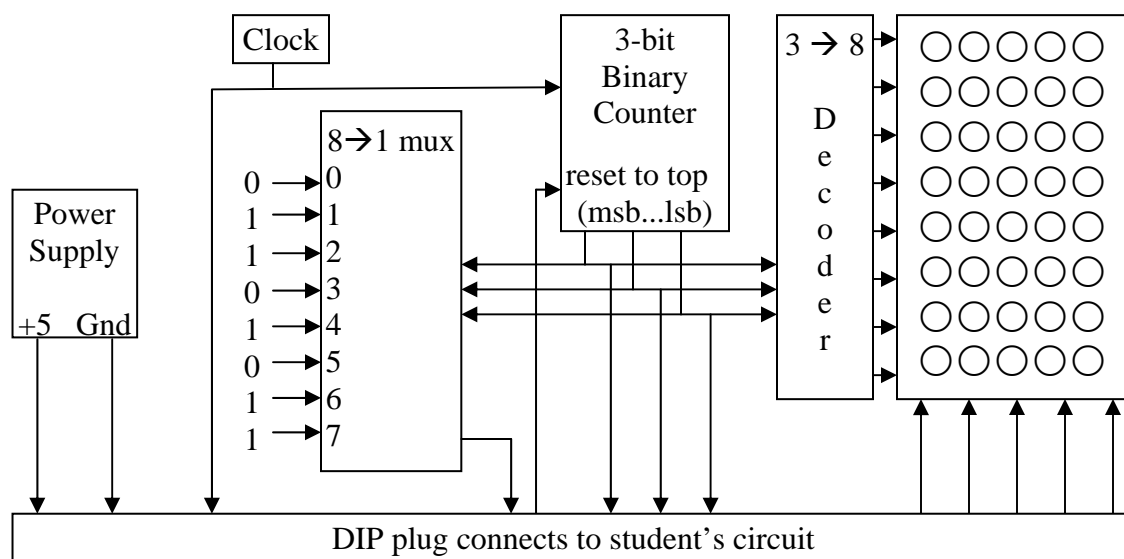 Clock
3-bit
Binary
Counter
reset to top
(msb...lsb)
3 → 8
D
e
c
o
d
e
r
8→1 mux
0 0
1 1
1 2
0 3
1 4
0 5
1 6
1 7
Power
Supply
+5 Gnd
DIP plug connects to student’s circuit